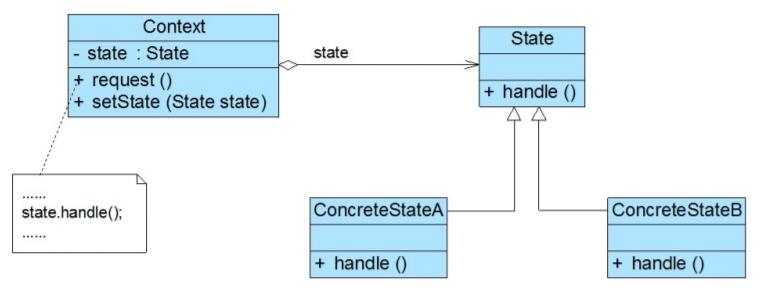 Context
- state : State
+ request ()
+ setState (State state)
state
State
+ handle ()
......
state.handle();
......
ConcreteStateA
+ handle ()
ConcreteStateB
+ handle ()